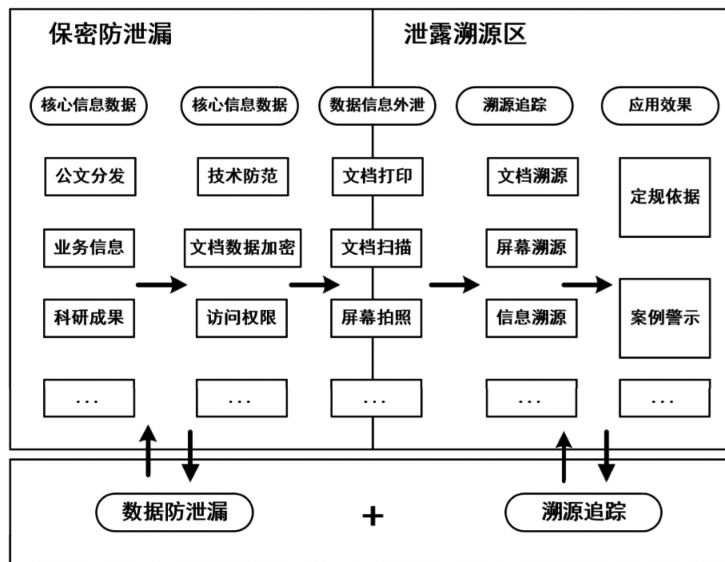 保密防泄漏
泄露溯源区
核心信息数据
核心信息数据
数据信息外泄
溯源追踪
应用效果
公文分发
技术防范
文档打印
文档溯源
定规依据
业务信息
文档数据加密
文档扫描
屏幕溯源
科研成果
访问权限
屏幕拍照
信息溯源
案例警示
...
...
...
...
...
数据防泄漏
+
溯源追踪